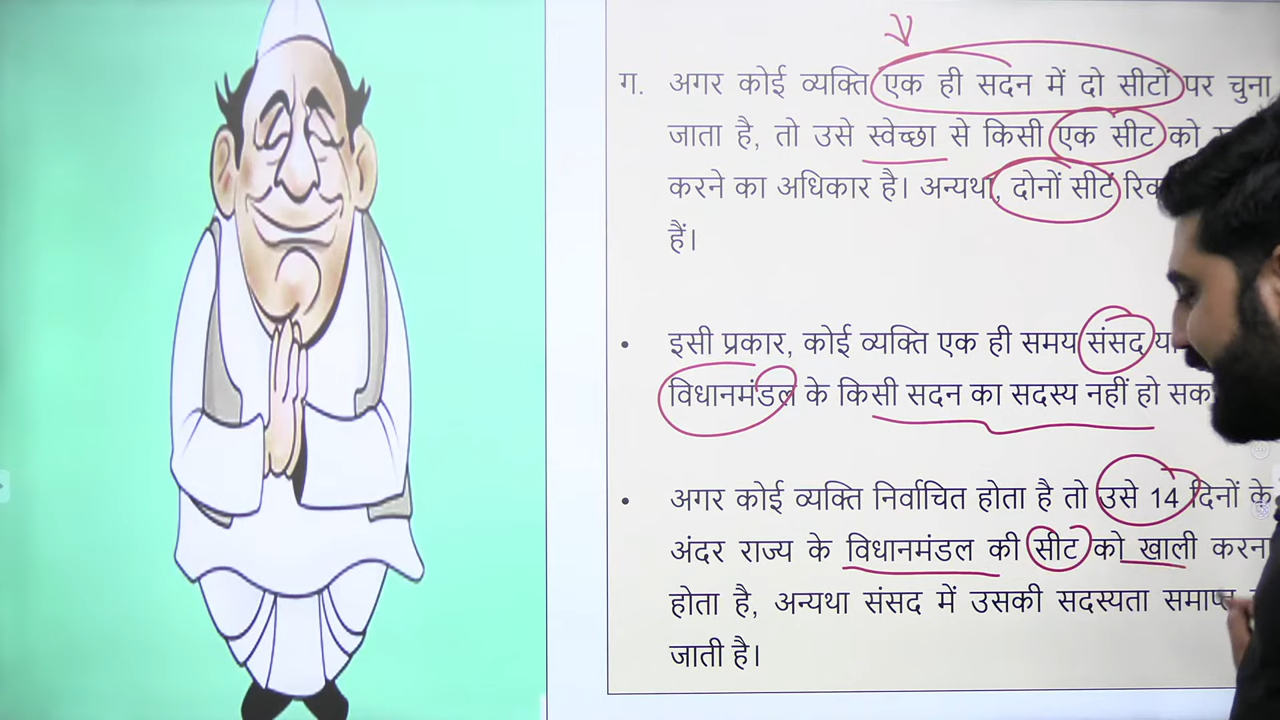 ग. अगर कोई व्यक्ति एक ही सदन में दो सीटों पर चुना
जाता है, तो उसे स्वेच्छा से किसी एक सीट को
करने का अधिकार है। अन्यथा, दोनों सीटें
हैं।
• इसी प्रकार, कोई व्यक्ति एक ही समय संसद या
विधानमंडल के किसी सदन का सदस्य नहीं हो
• अगर कोई व्यक्ति निर्वाचित होता है तो उसे 14 दिनों के
अंदर राज्य के विधानमंडल की सीट को खाली करना
होता है, अन्यथा संसद में उसकी सदस्यता समाप्त
जाती है।